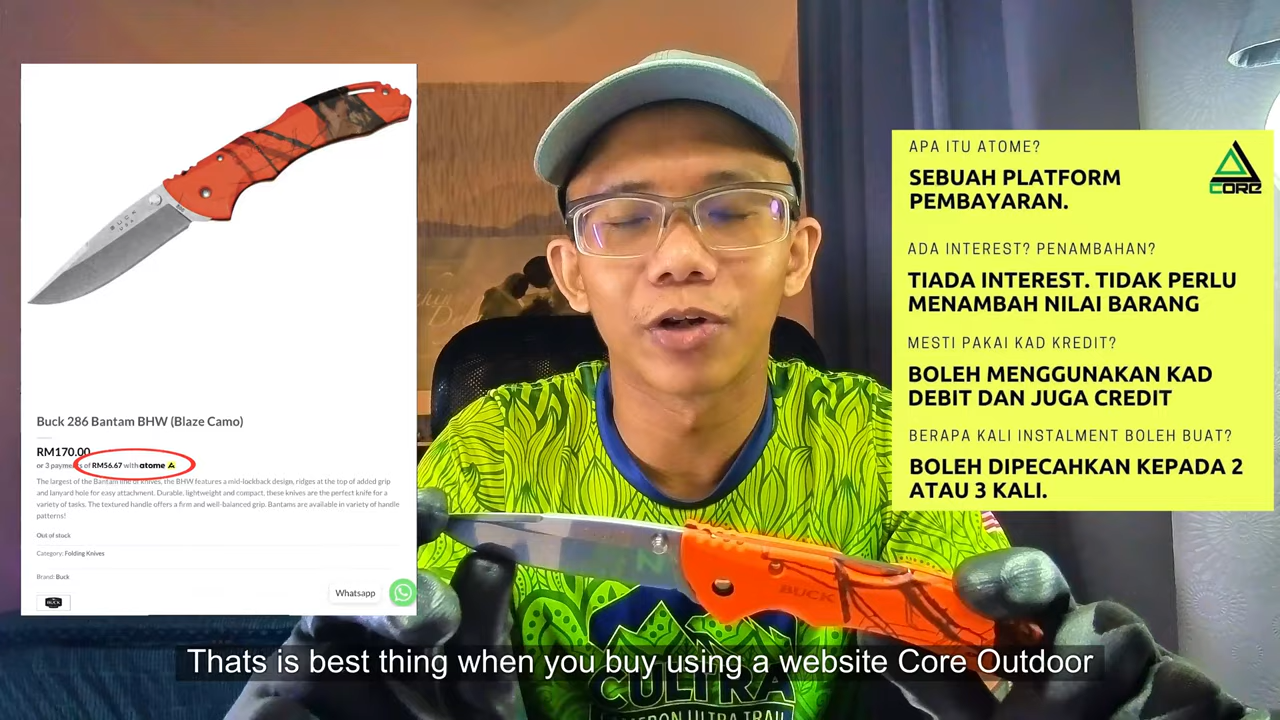 Buck 286 Bantam BHW (Blaze Camo)
RM170.00
or 3 payments of RM56.67 with atome
The largest of the Bantam line of knives, the BHW features a mid-lockback design, ridges at the top of added grip
and lanyard hole for easy attachment. Durable, lightweight and compact, these knives are the perfect knife for a
variety of tasks. The textured handle offers a firm and well-balanced grip. Bantams are available in variety of handle
patterns!
Out of stock
Category: Folding Knives
Brand: Buck
BUCK
Whatsapp
APA ITU ATOME?
SEBUAH PLATFORM
PEMBAYARAN.
CORE
ADA INTEREST? PENAMBAHAN?
TIADA INTEREST. TIDAK PERLU
MENAMBAH NILAI BARANG
MESTI PAKAI KAD KREDIT?
BOLEH MENGGUNAKAN KAD
DEBIT DAN JUGA CREDIT
BERAPA KALI INSTALMENT BOLEH BUAT?
BOLEH DIPECAHKAN KEPADA 2
ATAU 3 KALI.
BUCK
Thats is best thing when you buy using a website Core Outdoor
CULTRA
CAMERON ULTRA TRAIL